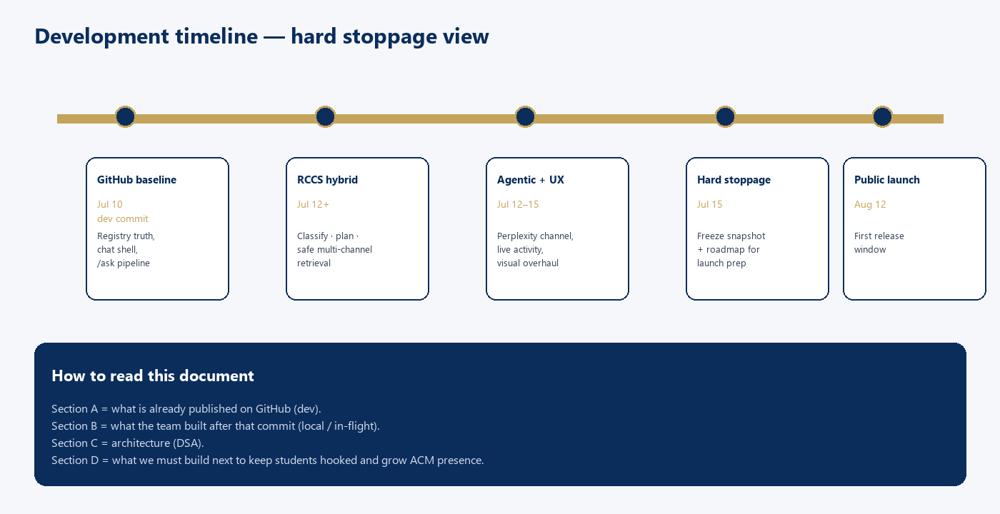 Development timeline — hard stoppage view
GitHub baseline
Jul 10
dev commit
Registry truth,
chat shell,
/ask pipeline
RCCS hybrid
Jul 12+
Classify · plan ·
safe multi-channel
retrieval
Agentic + UX
Jul 12–15
Perplexity channel,
live activity,
visual overhaul
Hard stoppage
Jul 15
Freeze snapshot
+ roadmap for
launch prep
Public launch
Aug 12
First release
window
How to read this document
Section A = what is already published on GitHub (dev).
Section B = what the team built after that commit (local / in-flight).
Section C = architecture (DSA).
Section D = what we must build next to keep students hooked and grow ACM presence.